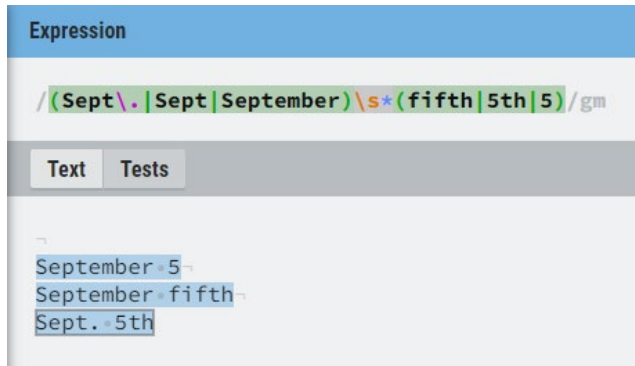 Expression
/(Sept\.|Sept|September)\s*(fifth|5th|5)/gm
Text Tests
¬
September·5¬
September·fifth¬
Sept.·5th